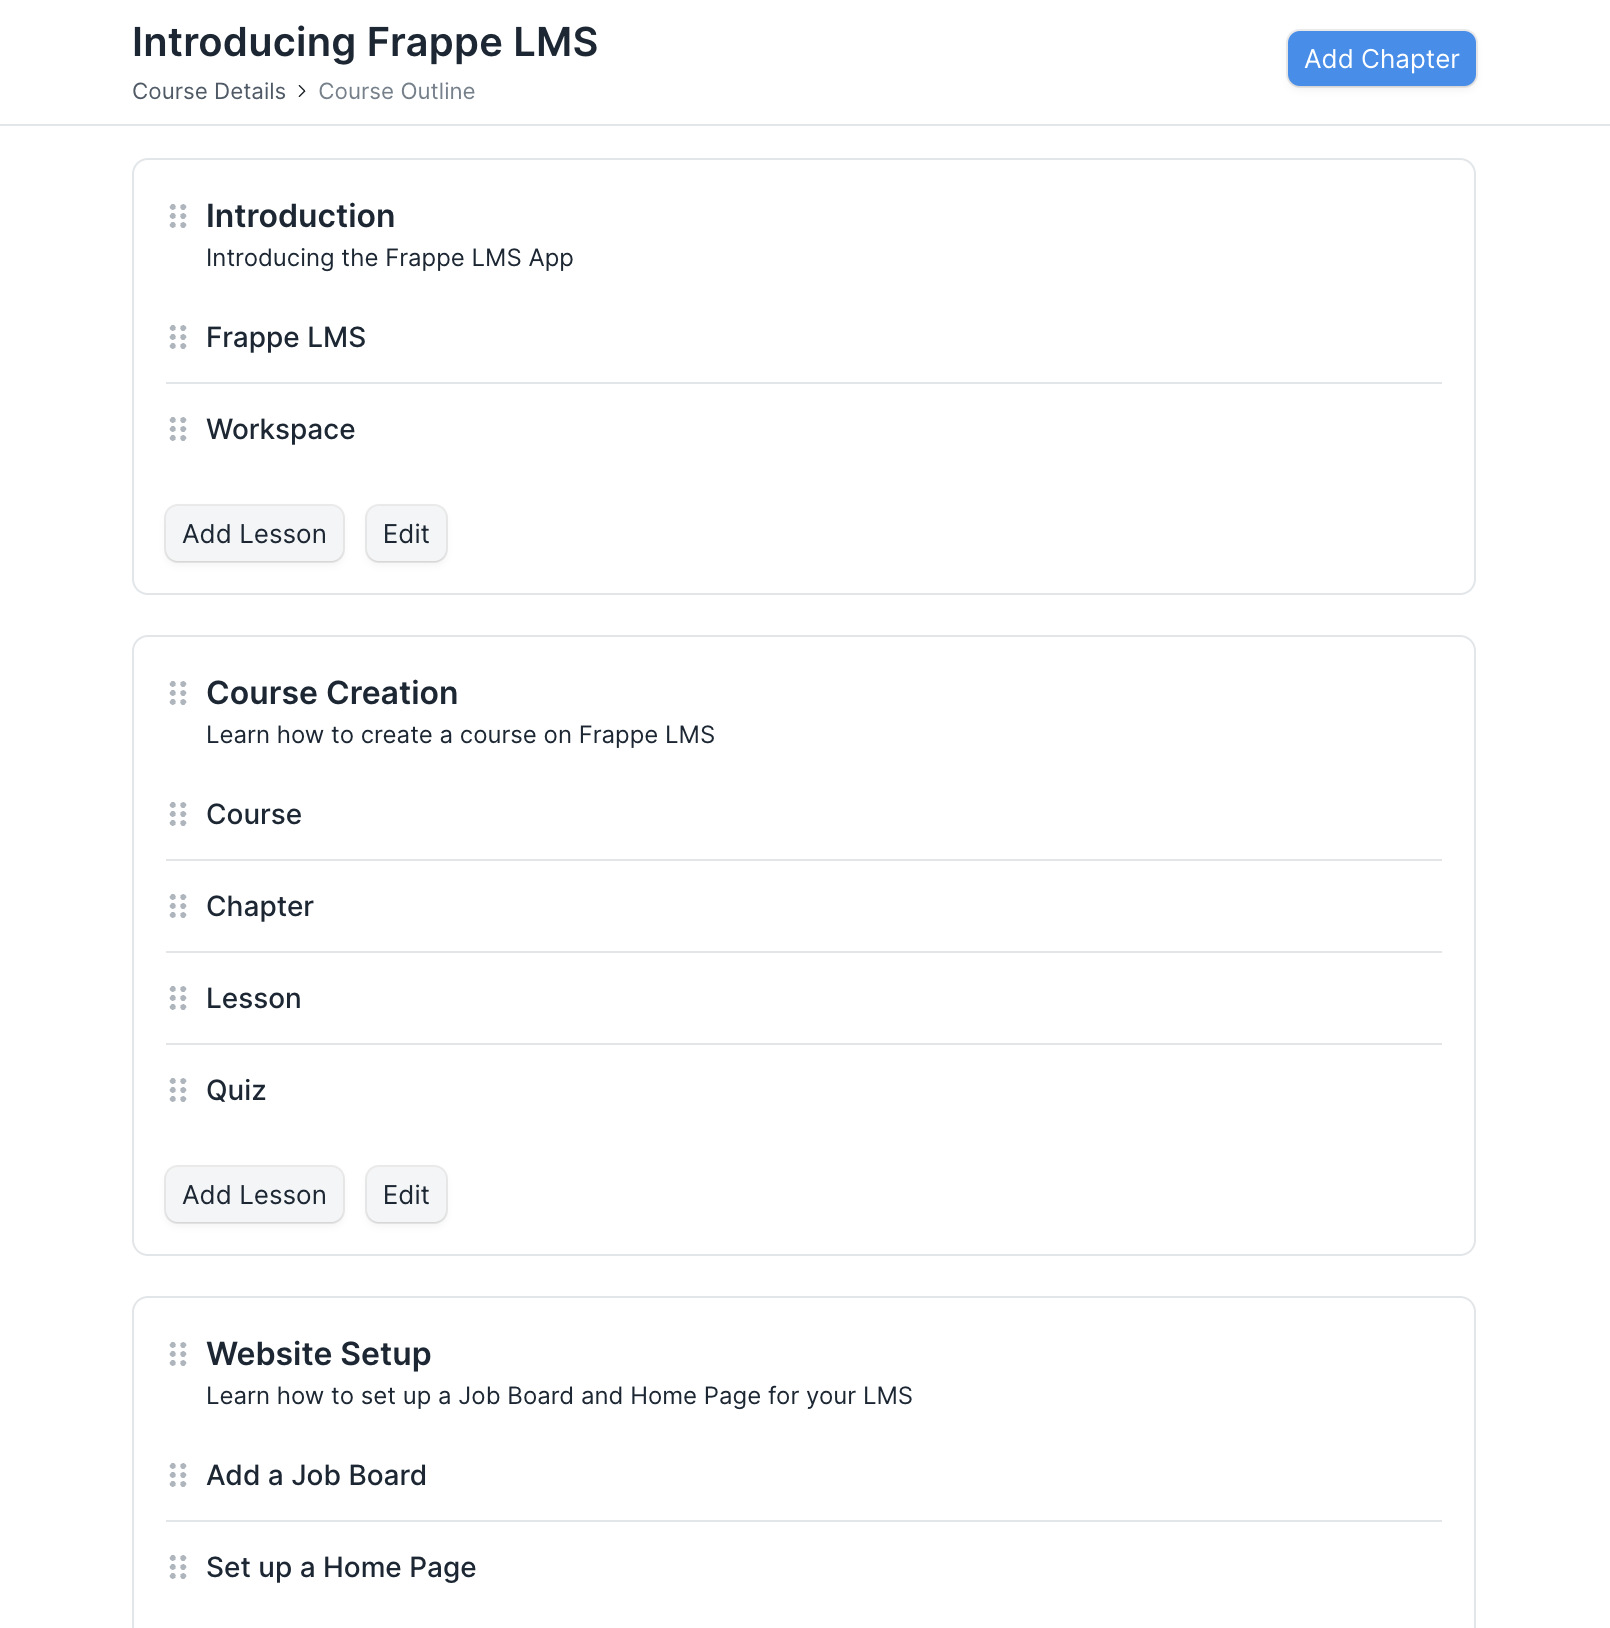 Introducing Frappe LMS
Add Chapter
Course Details > Course Outline
Introduction
Introducing the Frappe LMS App
Frappe LMS
Workspace
Add Lesson Edit
Course Creation
Learn how to create a course on Frappe LMS
Course
Chapter
Lesson
Quiz
Add Lesson Edit
Website Setup
Learn how to set up a Job Board and Home Page for your LMS
Add a Job Board
Set up a Home Page